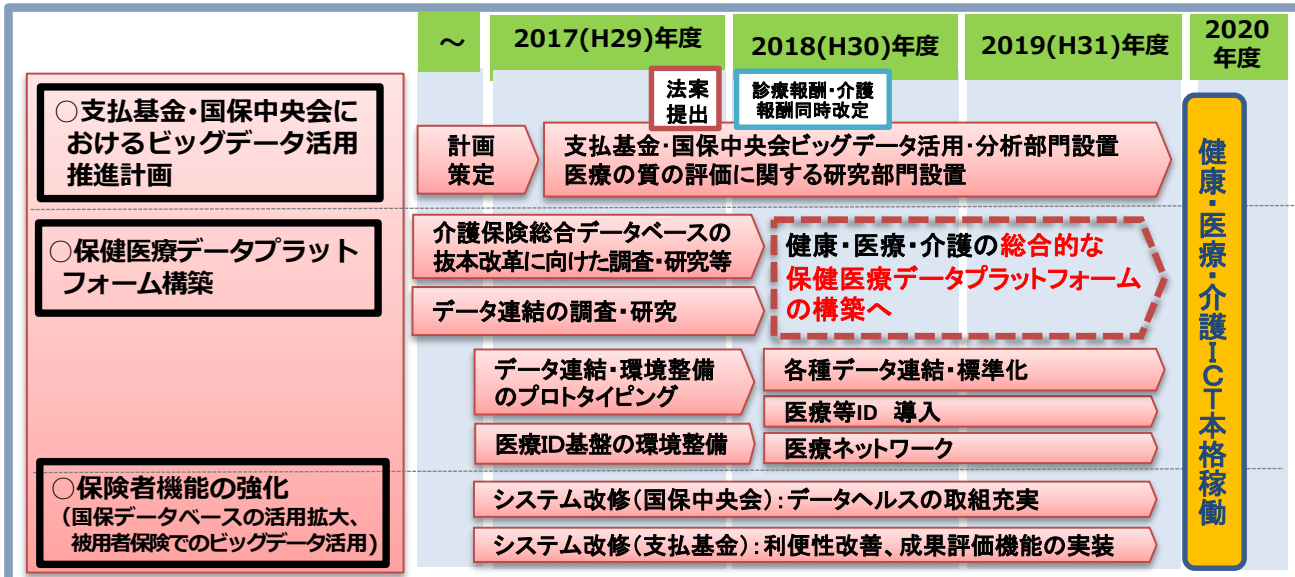 ～
2017(H29)年度
2018(H30)年度
2019(H31)年度
2020
年度
法案
提出
診療報酬・介護
報酬同時改定
○支払基金・国保中央会に
おけるビッグデータ活用
推進計画
計画
策定
支払基金・国保中央会ビッグデータ活用・分析部門設置
医療の質の評価に関する研究部門設置
○保健医療データプラット
フォーム構築
介護保険総合データベースの
抜本改革に向けた調査・研究等
データ連結の調査・研究
健康・医療・介護の総合的な
保健医療データプラットフォーム
の構築へ
データ連結・環境整備
のプロトタイピング
医療ID基盤の環境整備
各種データ連結・標準化
医療等ID 導入
医療ネットワーク
○保険者機能の強化
（国保データベースの活用拡大、
被用者保険でのビッグデータ活用）
システム改修（国保中央会）：データヘルスの取組充実
システム改修（支払基金）：利便性改善、成果評価機能の実装
健康・医療・介護ICT本格稼働